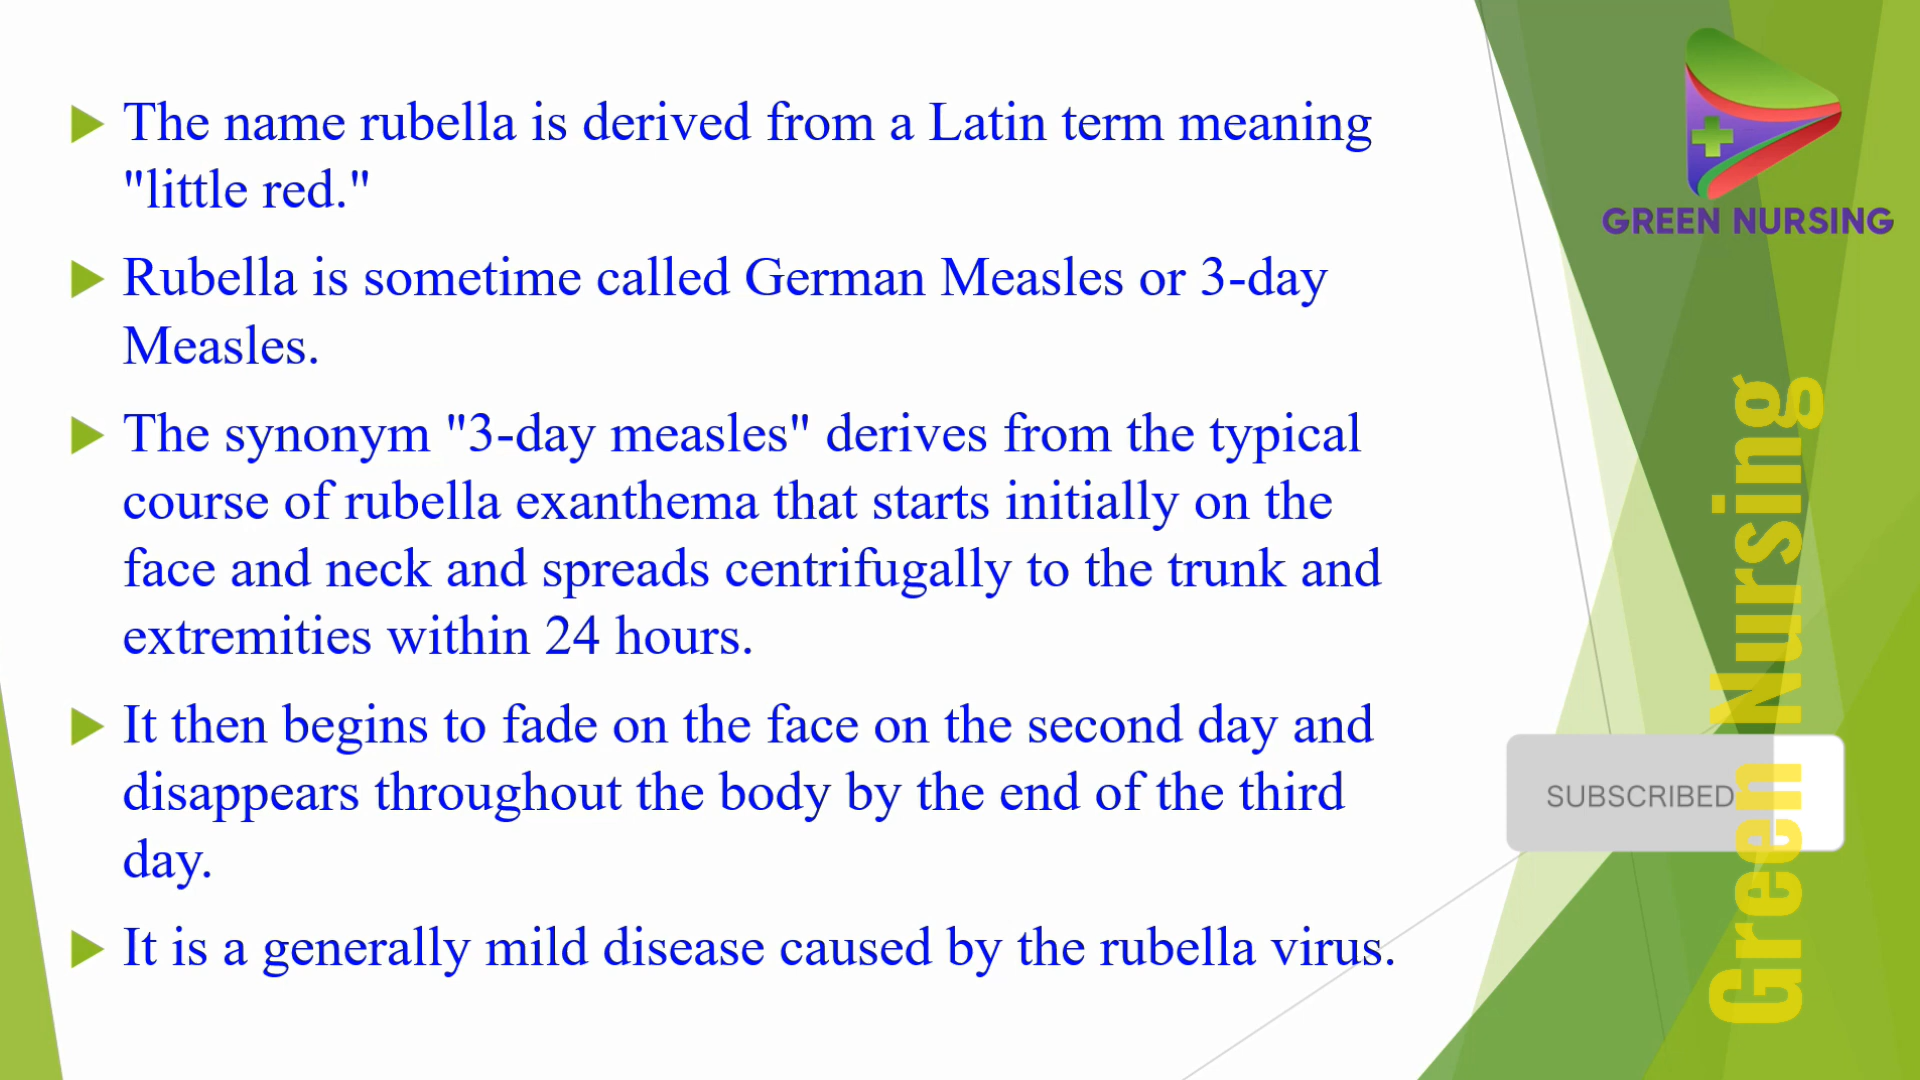 The name rubella is derived from a Latin term meaning
"little red."
Rubella is sometime called German Measles or 3-day
Measles.
The synonym "3-day measles" derives from the typical
course of rubella exanthema that starts initially on the
face and neck and spreads centrifugally to the trunk and
extremities within 24 hours.
It then begins to fade on the face on the second day and
disappears throughout the body by the end of the third
day.
It is a generally mild disease caused by the rubella virus.
GREEN NURSING
Green Nursing
SUBSCRIBED